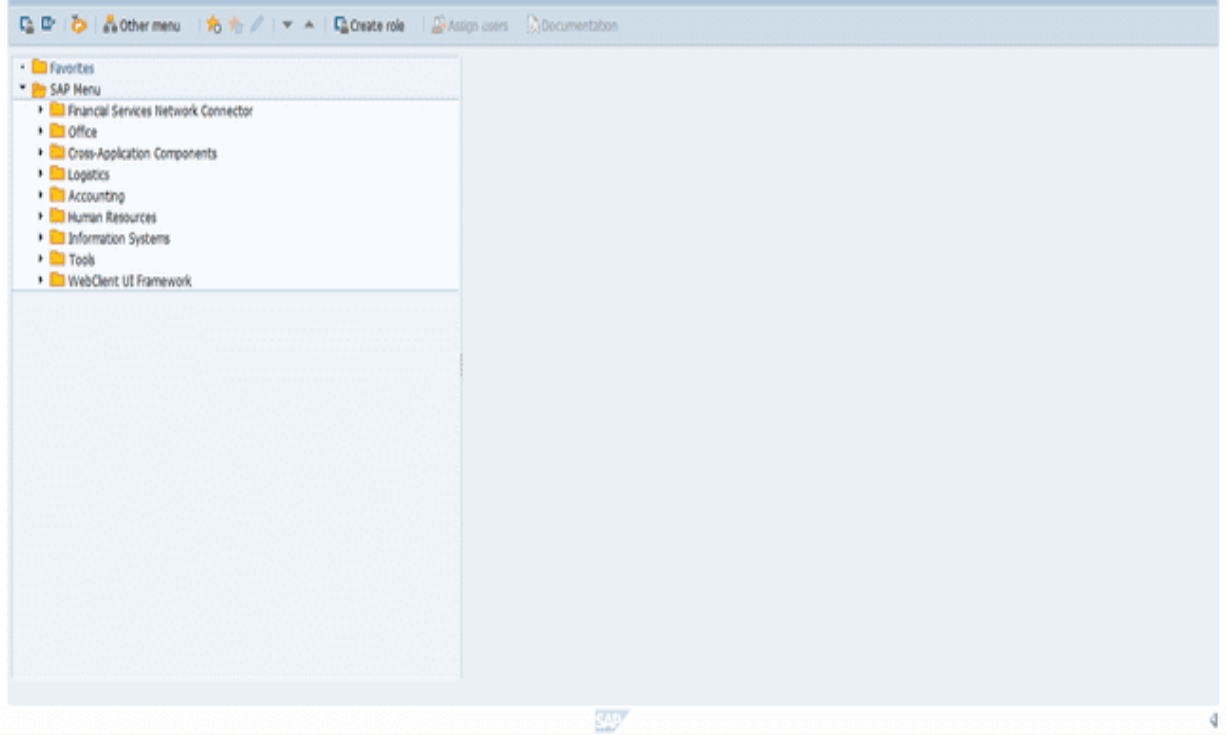 Other menu Create role Assign users Documentation
Favorites
SAP Menu
Financial Services Network Connector
Office
Cross-Application Components
Logistics
Accounting
Human Resources
Information Systems
Tools
WebClient UI Framework
SAP